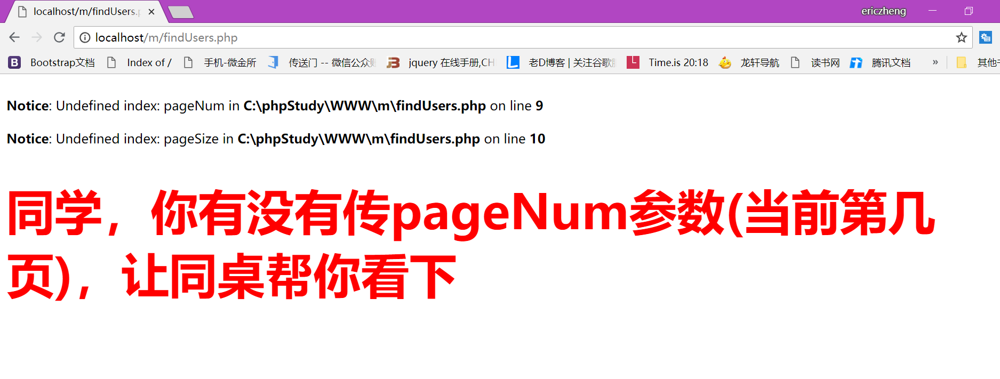 localhost/m/findUsers.p
ericzheng
localhost/m/findUsers.php
Bootstrap文档 Index of / 手机-微金所 传送门 -- 微信公众 jquery 在线手册,CH 老D博客 | 关注谷歌 Time.is 20:18 龙轩导航 读书网 腾讯文档 » 其他
Notice: Undefined index: pageNum in C:\phpStudy\WWW\m\findUsers.php on line 9
Notice: Undefined index: pageSize in C:\phpStudy\WWW\m\findUsers.php on line 10
同学，你有没有传pageNum参数(当前第几
页)，让同桌帮你看下